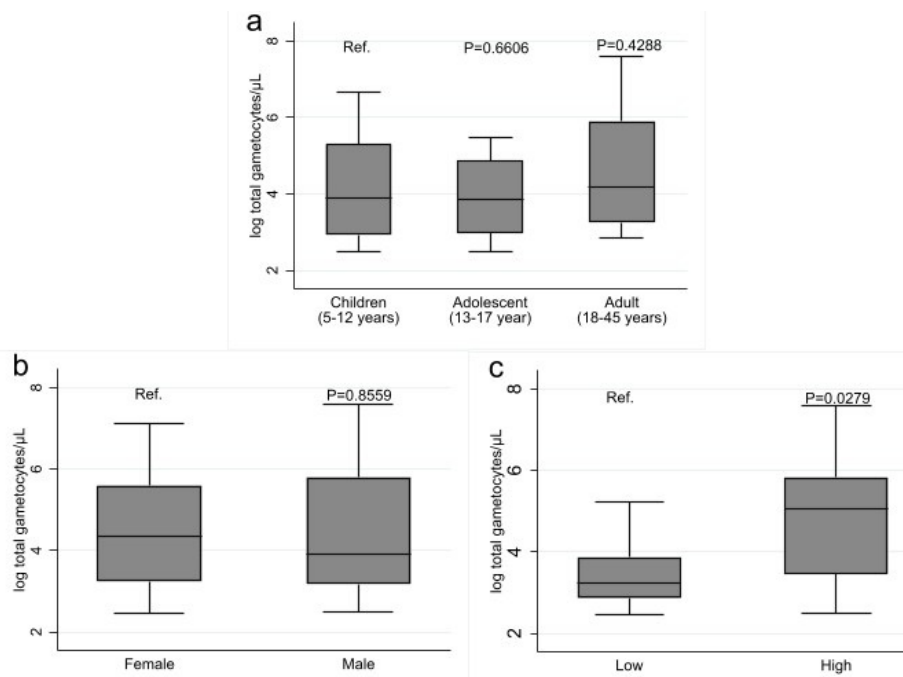 a
log total gametocytes/µL
8
6
4
2
Ref.
P=0.6606
P=0.4288
Children
(5-12 years)
Adolescent
(13-17 year)
Adult
(18-45 years)
b
log total gametocytes/µL
8
6
4
2
Ref.
P=0.8559
Female
Male
c
log total gametocytes/µL
8
6
4
2
Ref.
P=0.0279
Low
High